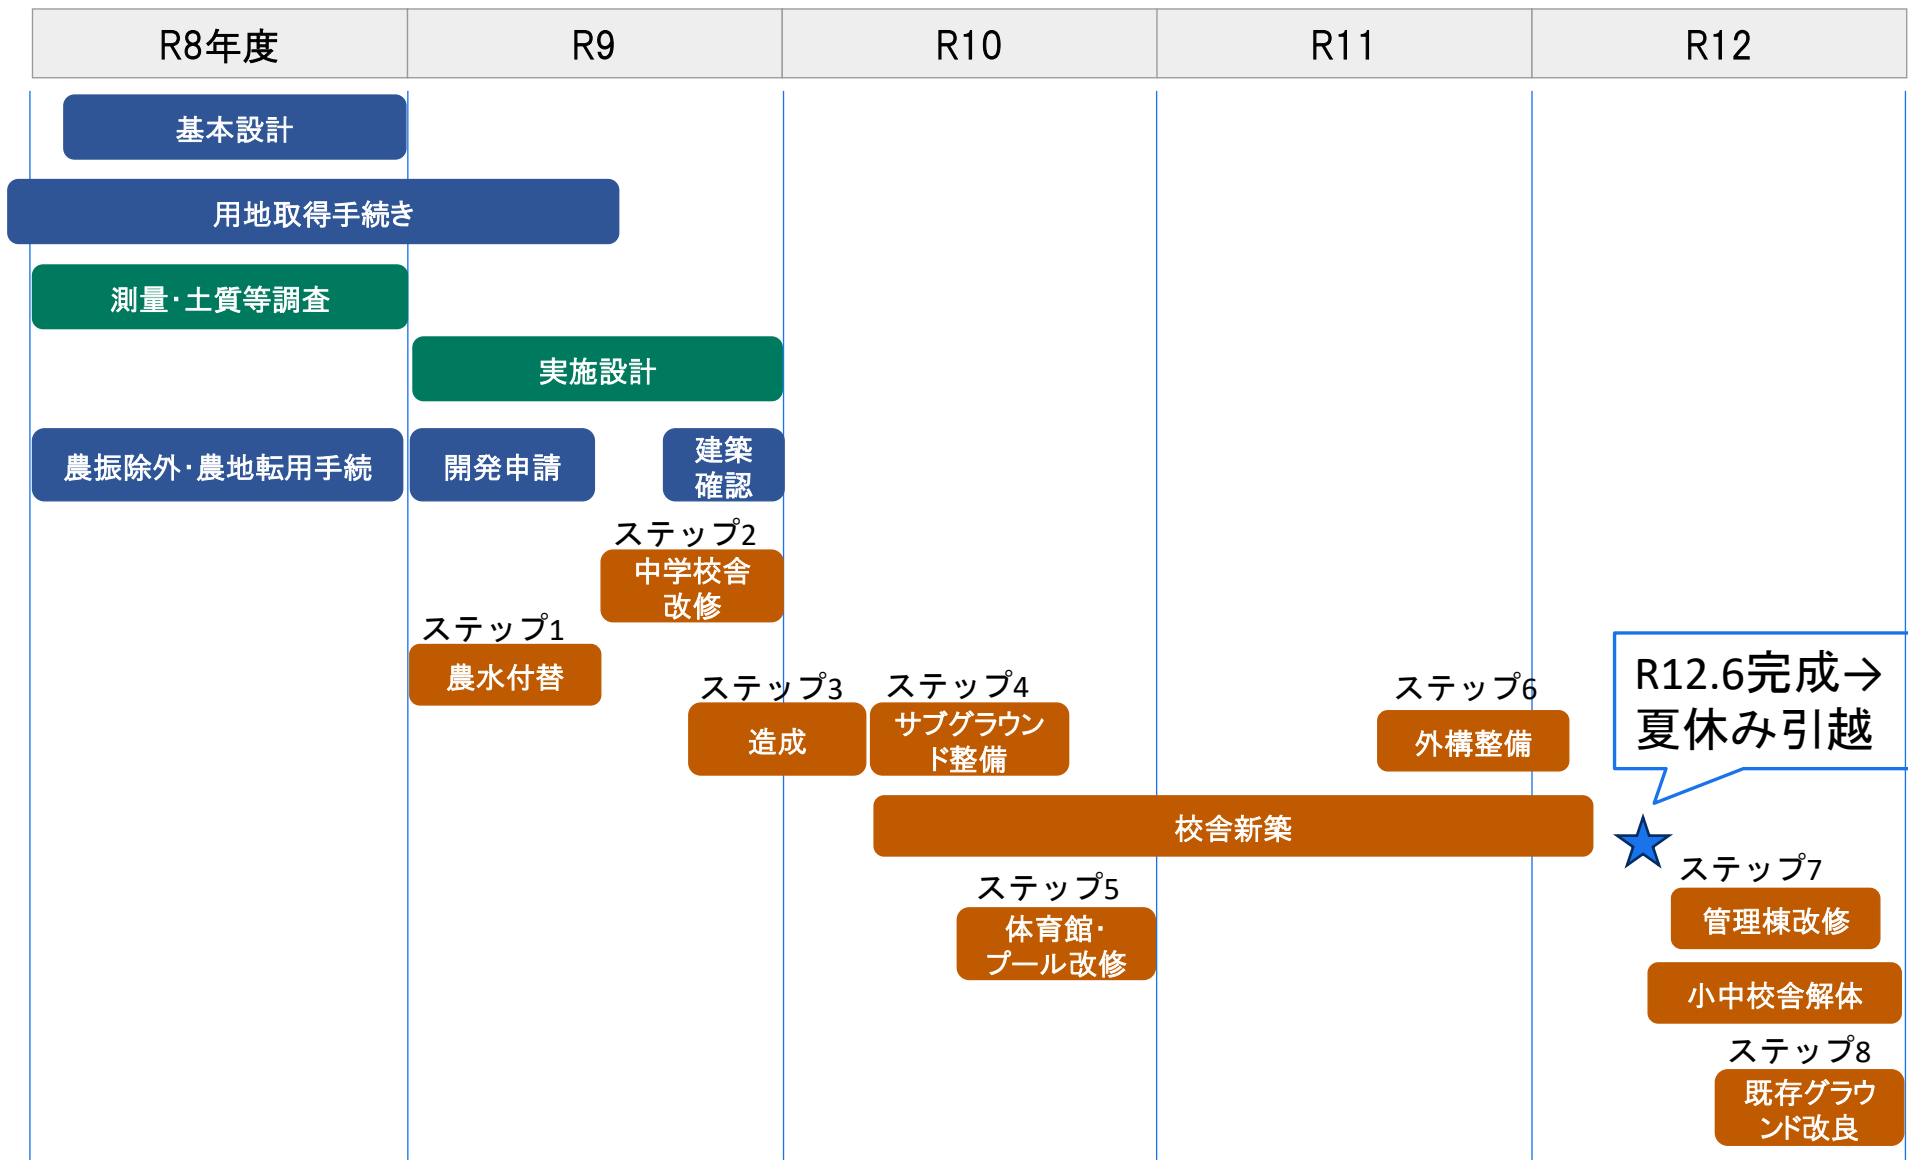 R8年度
R9
R10
R11
R12
基本設計
用地取得手続き
測量・土質等調査
実施設計
農振除外・農地転用手続
開発申請
建築
確認
ステップ2
中学校舎
改修
ステップ1
農水付替
ステップ3
造成
ステップ4
サブグラウン
ド整備
ステップ6
外構整備
R12.6完成→
夏休み引越
校舎新築
ステップ5
体育館・
プール改修
ステップ7
管理棟改修
小中校舎解体
ステップ8
既存グラウ
ンド改良